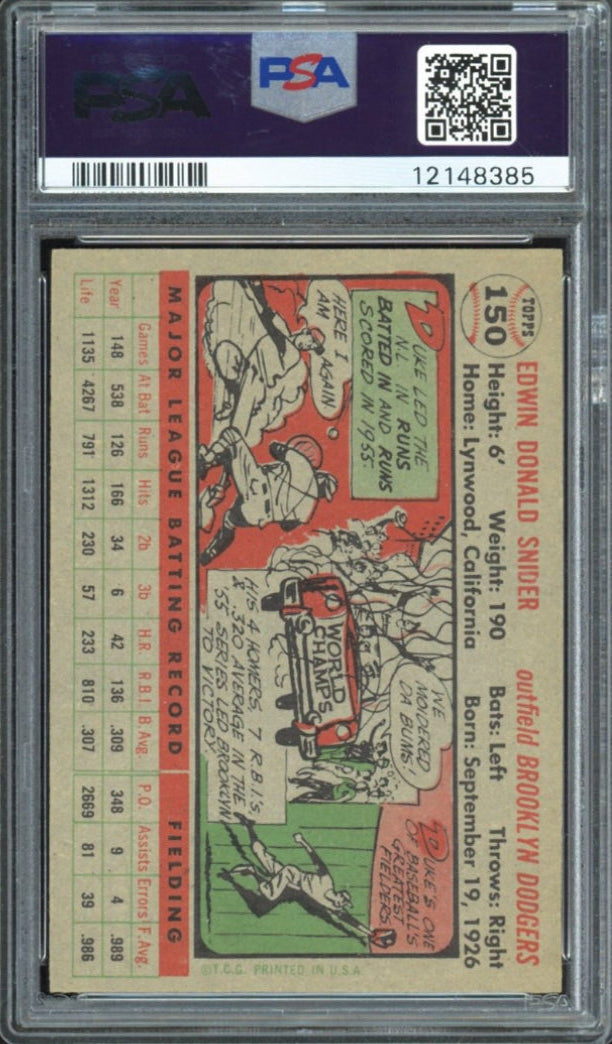 PSA
PSA
12148385
TOPPS
150
EDWIN DONALD SNIDER outfield BROOKLYN DODGERS
Height: 6' Weight: 190 Bats: Left Throws: Right
Home: Lynwood, California Born: September 19, 1926
DUKE LED THE
N.L. IN RUNS
BATTED IN AND RUNS
SCORED IN 1955
HERE I
AM
AGAIN
WE
MOIDERED
DA BUMS!
WORLD
CHAMPS
HIS 4 HOMERS, 7 R.B.I.'S
& .320 AVERAGE IN THE
'55 SERIES LED BROOKLYN
TO VICTORY.
DUKE'S ONE
OF BASEBALL'S
GREATEST
FIELDERS
©T.C.G. PRINTED IN U.S.A.
MAJOR LEAGUE BATTING RECORD FIELDING
Games At Bat Runs Hits 2b 3b H.R. R.B.I. B. Avg. P.O. Assists Errors F. Avg.
Year 148 538 126 166 34 6 42 136 .309 348 9 4 .989
Life 1135 4267 791 1312 230 57 233 810 .307 2669 81 39 .986